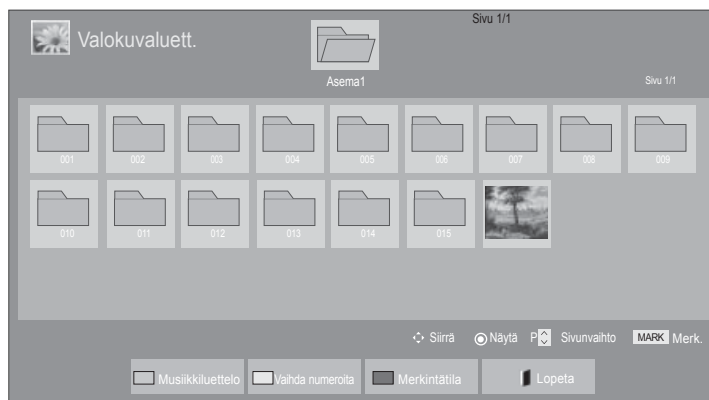 Sivu 1/1
Valokuvaluett.
Asema1
Sivu 1/1
001 002 003 004 005 006 007 008 009
010 011 012 013 014 015
Siirrä Näytä P Sivunvaihto MARK Merk.
Musiikkiluettelo Vaihda numeroita Merkintätila Lopeta